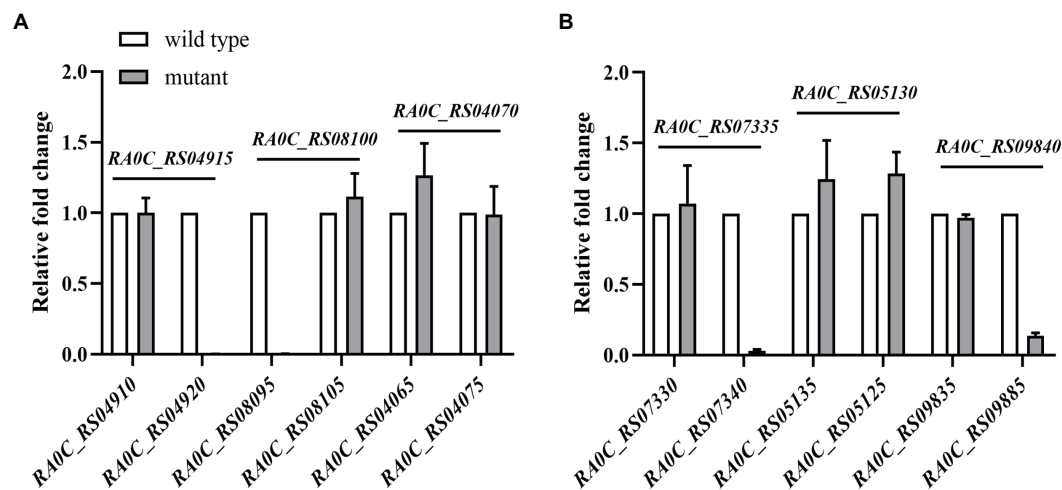 A
wild type
mutant
Relative fold change
2.0
1.5
1.0
0.5
0.0
RA0C_RS04915
RA0C_RS08100
RA0C_RS04070
RA0C_RS04910
RA0C_RS04920
RA0C_RS08095
RA0C_RS08105
RA0C_RS04065
RA0C_RS04075
B
Relative fold change
2.0
1.5
1.0
0.5
0.0
RA0C_RS07335
RA0C_RS05130
RA0C_RS09840
RA0C_RS07330
RA0C_RS07340
RA0C_RS05135
RA0C_RS05125
RA0C_RS09835
RA0C_RS09885